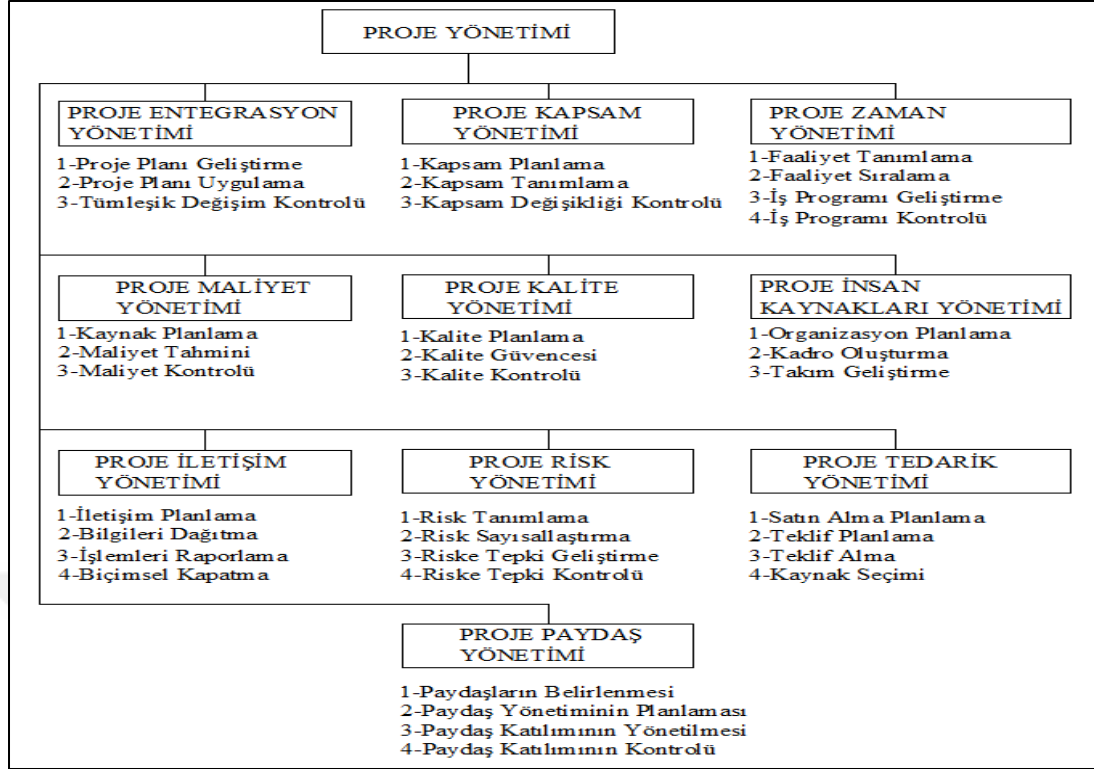 PROJE YÖNETİMİ
PROJE ENTEGRASYON
YÖNETİMİ
1-Proje Planı Geliştirme
2-Proje Planı Uygulama
3-Tümleşik Değişim Kontrolü
PROJE KAPSAM
YÖNETİMİ
1-Kapsam Planlama
2-Kapsam Tanımlama
3-Kapsam Değişikliği Kontrolü
PROJE ZAMAN
YÖNETİMİ
1-Faaliyet Tanımlama
2-Faaliyet Sıralama
3-İş Programı Geliştirme
4-İş Programı Kontrolü
PROJE MALİYET
YÖNETİMİ
1-Kaynak Planlama
2-Maliyet Tahmini
3-Maliyet Kontrolü
PROJE KALİTE
YÖNETİMİ
1-Kalite Planlama
2-Kalite Güvencesi
3-Kalite Kontrolü
PROJE İNSAN
KAYNAKLARI YÖNETİMİ
1-Organizasyon Planlama
2-Kadro Oluşturma
3-Takım Geliştirme
PROJE İLETİŞİM
YÖNETİMİ
1-İletişim Planlama
2-Bilgileri Dağıtma
3-İşlemleri Raporlama
4-Biçimsel Kapatma
PROJE RİSK
YÖNETİMİ
1-Risk Tanımlama
2-Risk Sayısallaştırma
3-Riske Tepki Geliştirme
4-Riske Tepki Kontrolü
PROJE TEDARİK
YÖNETİMİ
1-Satın Alma Planlama
2-Teklif Planlama
3-Teklif Alma
4-Kaynak Seçimi
PROJE PAYDAŞ
YÖNETİMİ
1-Paydaşların Belirlenmesi
2-Paydaş Yönetiminin Planlaması
3-Paydaş Katılımının Yönetilmesi
4-Paydaş Katılımının Kontrolü